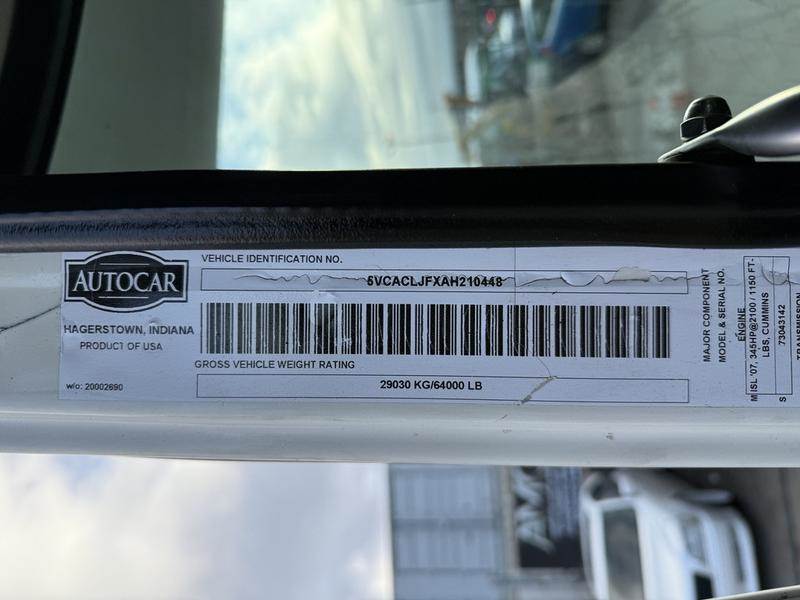 AUTOCAR
HAGERSTOWN, INDIANA
PRODUCT OF USA
w/o: 20002690
VEHICLE IDENTIFICATION NO.
5VCACLJFXAH210448
GROSS VEHICLE WEIGHT RATING
29030 KG/64000 LB
MAJOR COMPONENT
MODEL & SERIAL NO.
ENGINE
M ISL '07, 345HP@2100 / 1150 FT-
LBS, CUMMINS
S 73043142